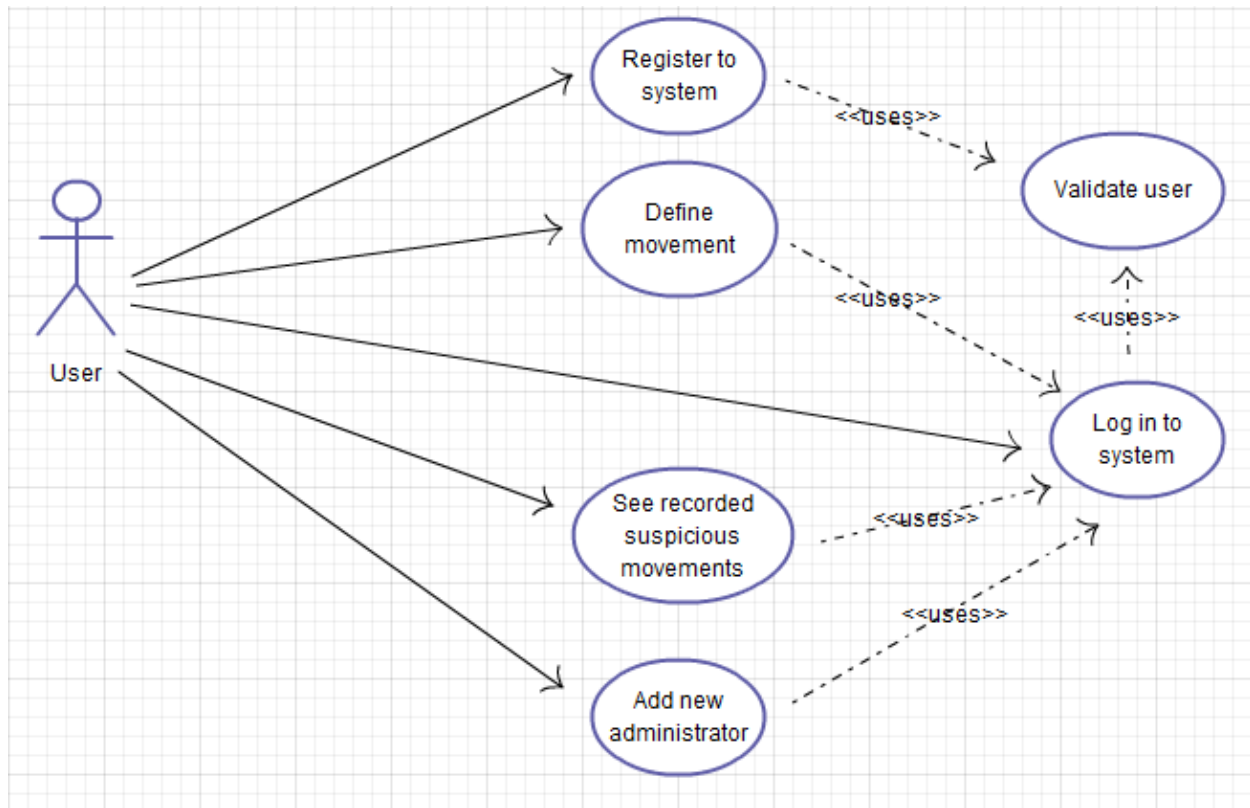 Register to
system
<<uses>>
Validate user
Define
movement
<<uses>>
<<uses>>
User
Log in to
system
See recorded
suspicious
movements
<<uses>>
<<uses>>
Add new
administrator